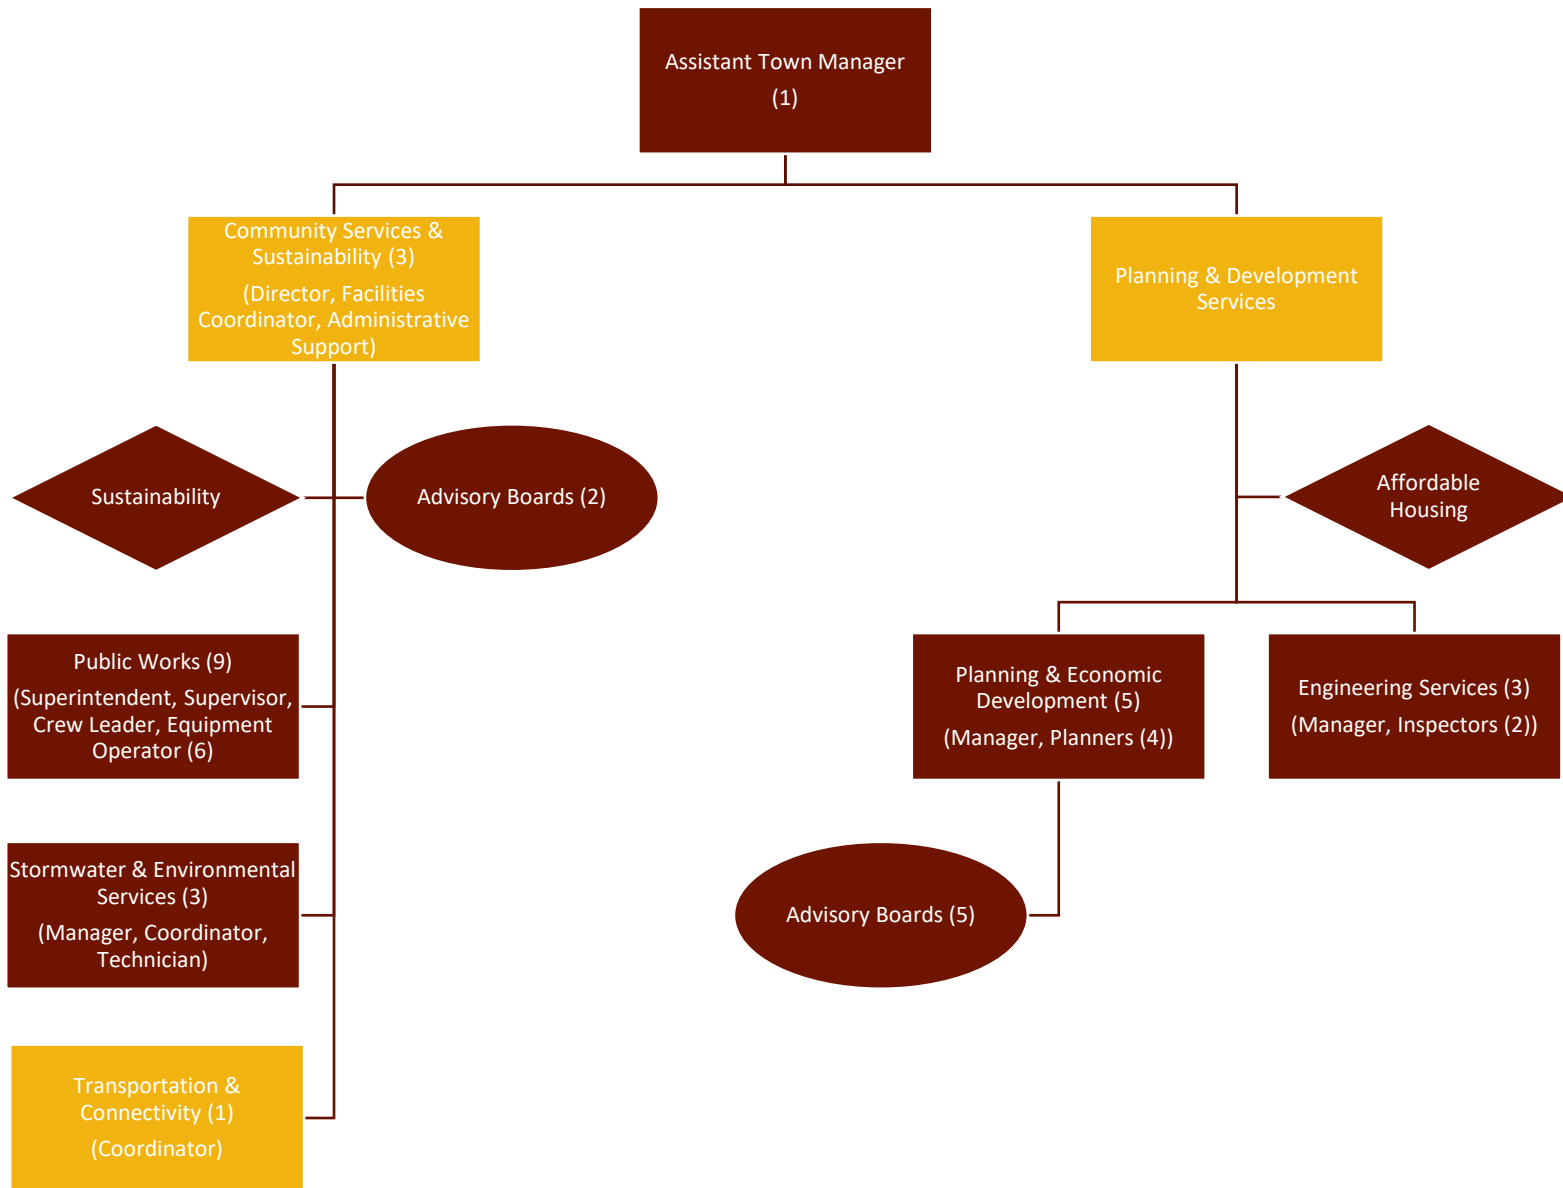 Assistant Town Manager
(1)
Community Services &
Sustainability (3)
(Director, Facilities
Coordinator, Administrative
Support)
Planning & Development
Services
Sustainability
Advisory Boards (2)
Affordable
Housing
Public Works (9)
(Superintendent, Supervisor,
Crew Leader, Equipment
Operator (6)
Planning & Economic
Development (5)
(Manager, Planners (4))
Engineering Services (3)
(Manager, Inspectors (2))
Stormwater & Environmental
Services (3)
(Manager, Coordinator,
Technician)
Advisory Boards (5)
Transportation &
Connectivity (1)
(Coordinator)